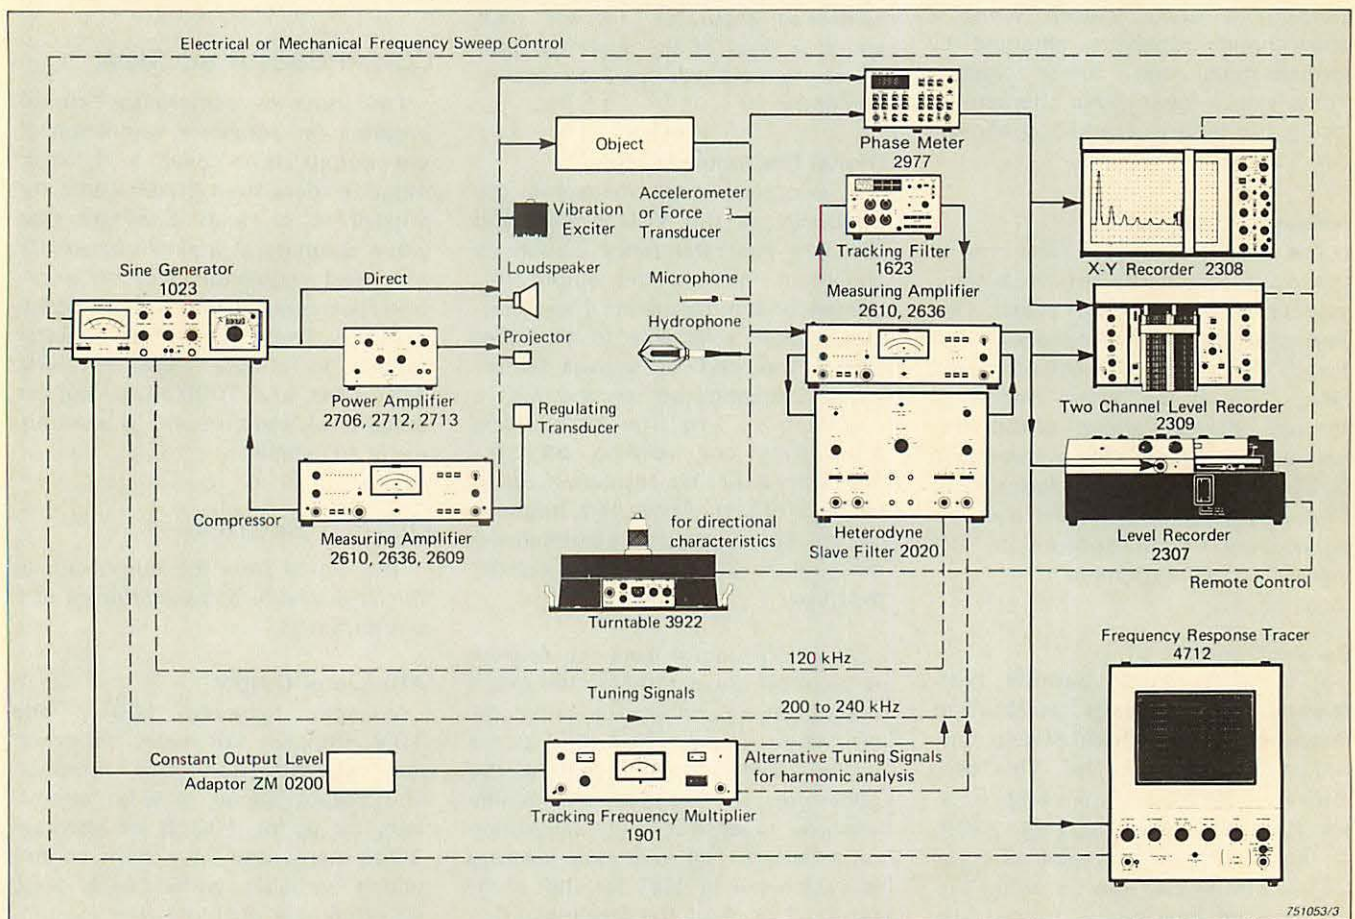 Electrical or Mechanical Frequency Sweep Control
Object
Phase Meter
2977
Vibration
Exciter
Accelerometer
or Force
Transducer
Tracking Filter
1623
X-Y Recorder 2308
Sine Generator
1023
Direct
Loudspeaker
Microphone
Measuring Amplifier
2610, 2636
Projector
Hydrophone
Power Amplifier
2706, 2712, 2713
Regulating
Transducer
Two Channel Level Recorder
2309
Compressor
Measuring Amplifier
2610, 2636, 2609
for directional
characteristics
Heterodyne
Slave Filter 2020
Level Recorder
2307
Turntable 3922
Remote Control
120 kHz
Tuning Signals
200 to 240 kHz
Frequency Response Tracer
4712
Constant Output Level
Adaptor ZM 0200
Alternative Tuning Signals
for harmonic analysis
Tracking Frequency Multiplier
1901
751053/3